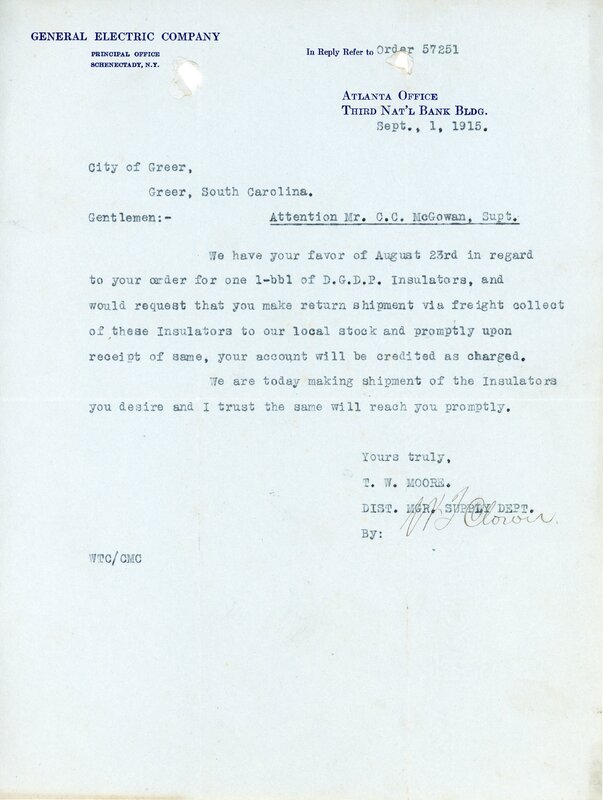 GENERAL ELECTRIC COMPANY
PRINCIPAL OFFICE
SCHENECTADY, N.Y.
In Reply Refer to Order 57251
ATLANTA OFFICE
THIRD NAT'L BANK BLDG.
Sept., 1, 1915.
City of Greer,
Greer, South Carolina.
Gentlemen:- Attention Mr. C.C. McGowan, Supt.
We have your favor of August 23rd in regard
to your order for one 1-bbl of D.G.D.P. Insulators, and
would request that you make return shipment via freight collect
of these Insulators to our local stock and promptly upon
receipt of same, your account will be credited as charged.
We are today making shipment of the Insulators
you desire and I trust the same will reach you promptly.
Yours truly,
T. W. MOORE.
DIST. MGR. SUPPLY DEPT.
By: W T Clower
WTC/CMC